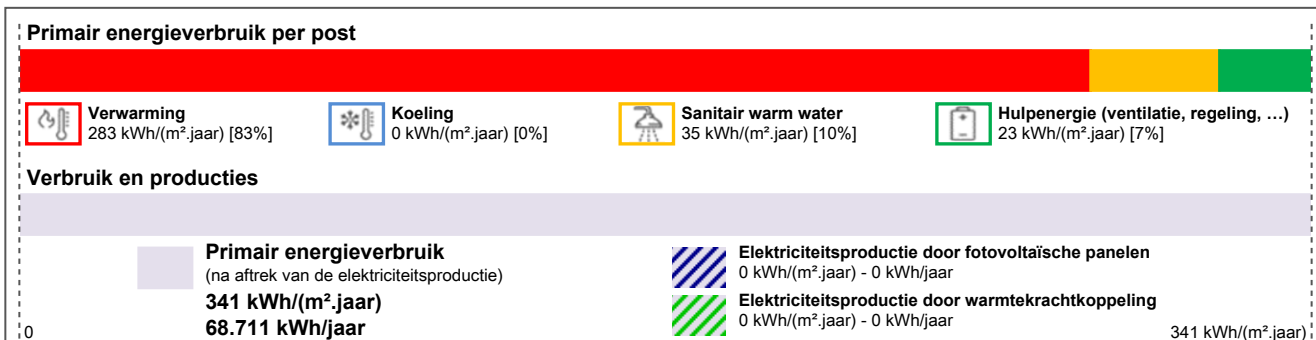 Primair energieverbruik per post
Verwarming
283 kWh/(m².jaar) [83%]
Koeling
0 kWh/(m².jaar) [0%]
Sanitair warm water
35 kWh/(m².jaar) [10%]
Hulpenergie (ventilatie, regeling, …)
23 kWh/(m².jaar) [7%]
Verbruik en producties
Primair energieverbruik
(na aftrek van de elektriciteitsproductie)
341 kWh/(m².jaar)
68.711 kWh/jaar
Elektriciteitsproductie door fotovoltaïsche panelen
0 kWh/(m².jaar) - 0 kWh/jaar
Elektriciteitsproductie door warmtekrachtkoppeling
0 kWh/(m².jaar) - 0 kWh/jaar
0
341 kWh/(m².jaar)